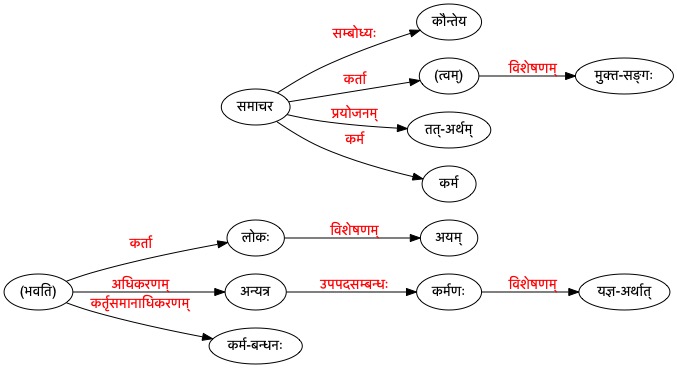 सम्बोध्यः
कौन्तेय
कर्ता
(त्वम्)
विशेषणम्
मुक्त-सङ्गः
समाचर
प्रयोजनम्
तत्-अर्थम्
कर्म
कर्म
कर्ता
लोकः
विशेषणम्
अयम्
(भवति)
अधिकरणम्
अन्यत्र
उपपदसम्बन्धः
कर्मणः
विशेषणम्
यज्ञ-अर्थात्
कर्तृसमानाधिकरणम्
कर्म-बन्धनः